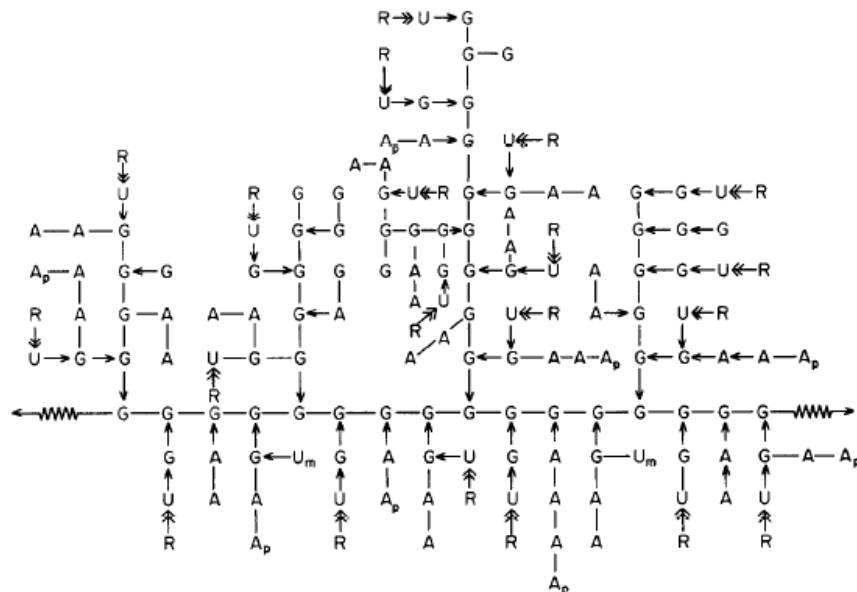 R U G
R G G
U G G
Ap A G U R
R
A A
U R G G G U R G G A A G G U R
A
A A G U G G G G G G R G G G
A A
Ap A G G G G G G G G G U A G G U R
A U
R A G A A A G A G U R A G U R
R
A
U G G A U G G A G G A A Ap G G A A Ap
R
G G G G G G G G G G G G G G G G
G A G Um G A G U G A G Um G A G A Ap
U A A U Ap A R U A A U A U
R Ap R A R A A R R
Ap